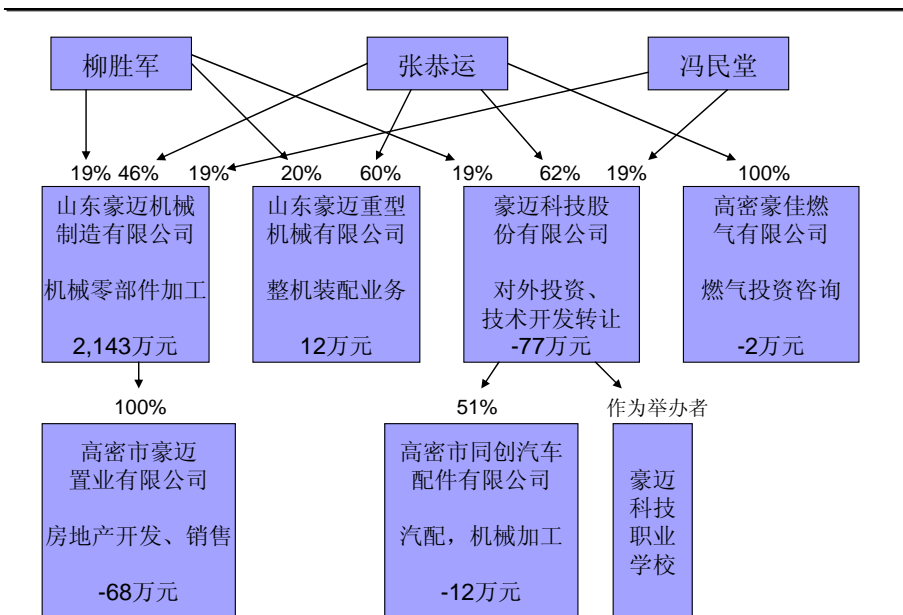 柳胜军
张恭运
冯民堂
19% 46% 19% 20% 60% 19% 62% 19% 100%
山东豪迈机械
制造有限公司
机械零部件加工
2,143万元
山东豪迈重型
机械有限公司
整机装配业务
12万元
豪迈科技股
份有限公司
对外投资、
技术开发转让
-77万元
高密豪佳燃
气有限公司
燃气投资咨询
-2万元
100%
51%
作为举办者
高密市豪迈
置业有限公司
房地产开发、销售
-68万元
高密市同创汽车
配件有限公司
汽配，机械加工
-12万元
豪迈
科技
职业
学校